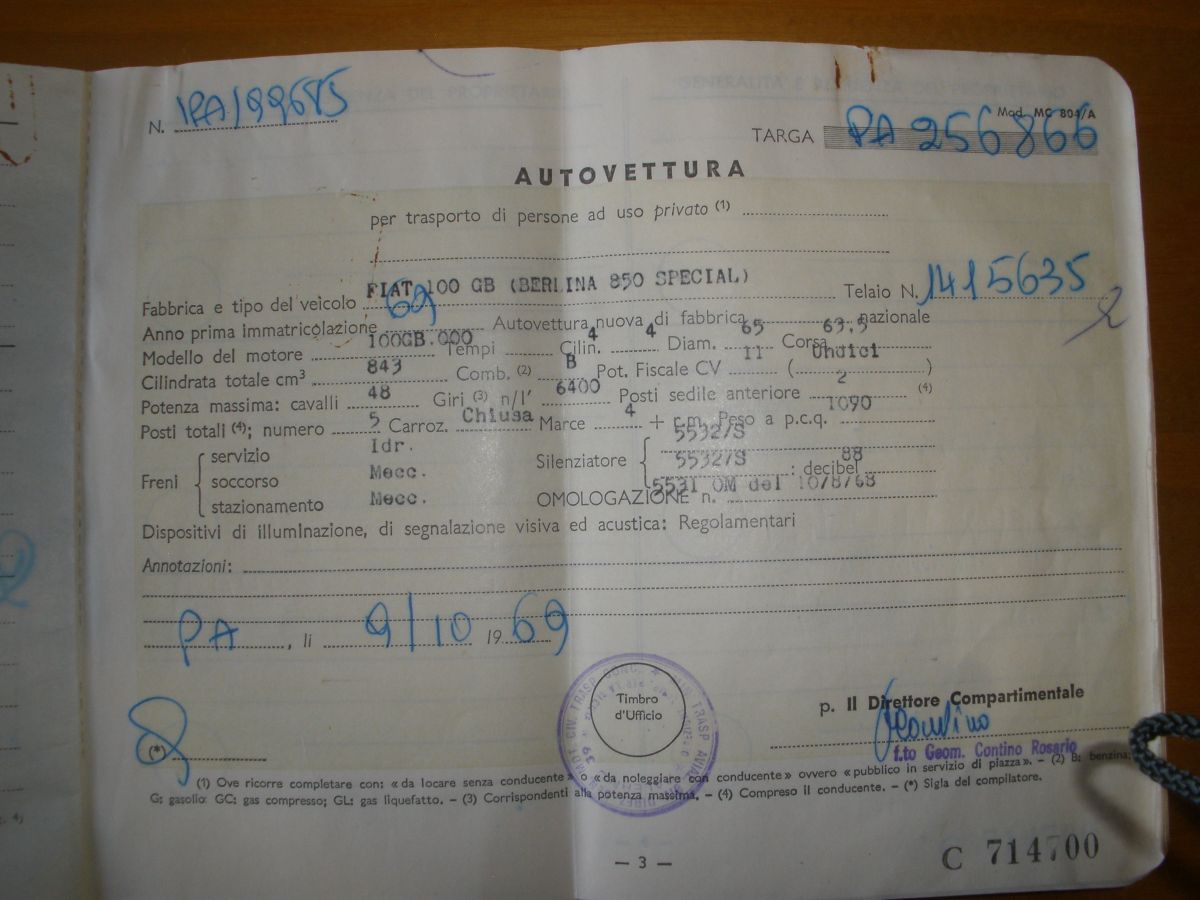 N. PA/99685
Mod. MC 804/A
TARGA PA 256866
AUTOVETTURA
per trasporto di persone ad uso privato (1)
Fabbrica e tipo del veicolo FIAT 100 GB (BERLINA 850 SPECIAL) Telaio N. 1415635
Anno prima immatricolazione 69 Autovettura nuova di fabbrica nazionale
Modello del motore 100GB.000 Tempi 4 Cilin. 4 Diam. 65 Corsa 63,5
Cilindrata totale cm³ 843 Comb. (2) B Pot. Fiscale CV 11 (Undici)
Potenza massima: cavalli 48 Giri (3) n/1' 6400 Posti sedile anteriore 2 (4)
Posti totali (4); numero 5 Carroz. Chiusa Marce 4 + r.m. Peso a p.c.q. 1090
Freni
servizio Idr.
soccorso Mecc.
stazionamento Mecc.
Silenziatore 5532/S
5532/S : decibel 88
OMOLOGAZIONE n. 5531 OM del 10/8/68
Dispositivi di illuminazione, di segnalazione visiva ed acustica: Regolamentari
Annotazioni:
PA, li 9/10 1969
Timbro d'Ufficio
p. Il Direttore Compartimentale
f.to Geom. Contino Rosario
(*)
(1) Ove ricorre completare con: «da locare senza conducente» o «da noleggiare con conducente» ovvero «pubblico in servizio di piazza». – (2) B: benzina;
G: gasolio: GC: gas compresso; GL: gas liquefatto. – (3) Corrispondenti alla potenza massima. – (4) Compreso il conducente. – (*) Sigla del compilatore.
— 3 —
C 714700